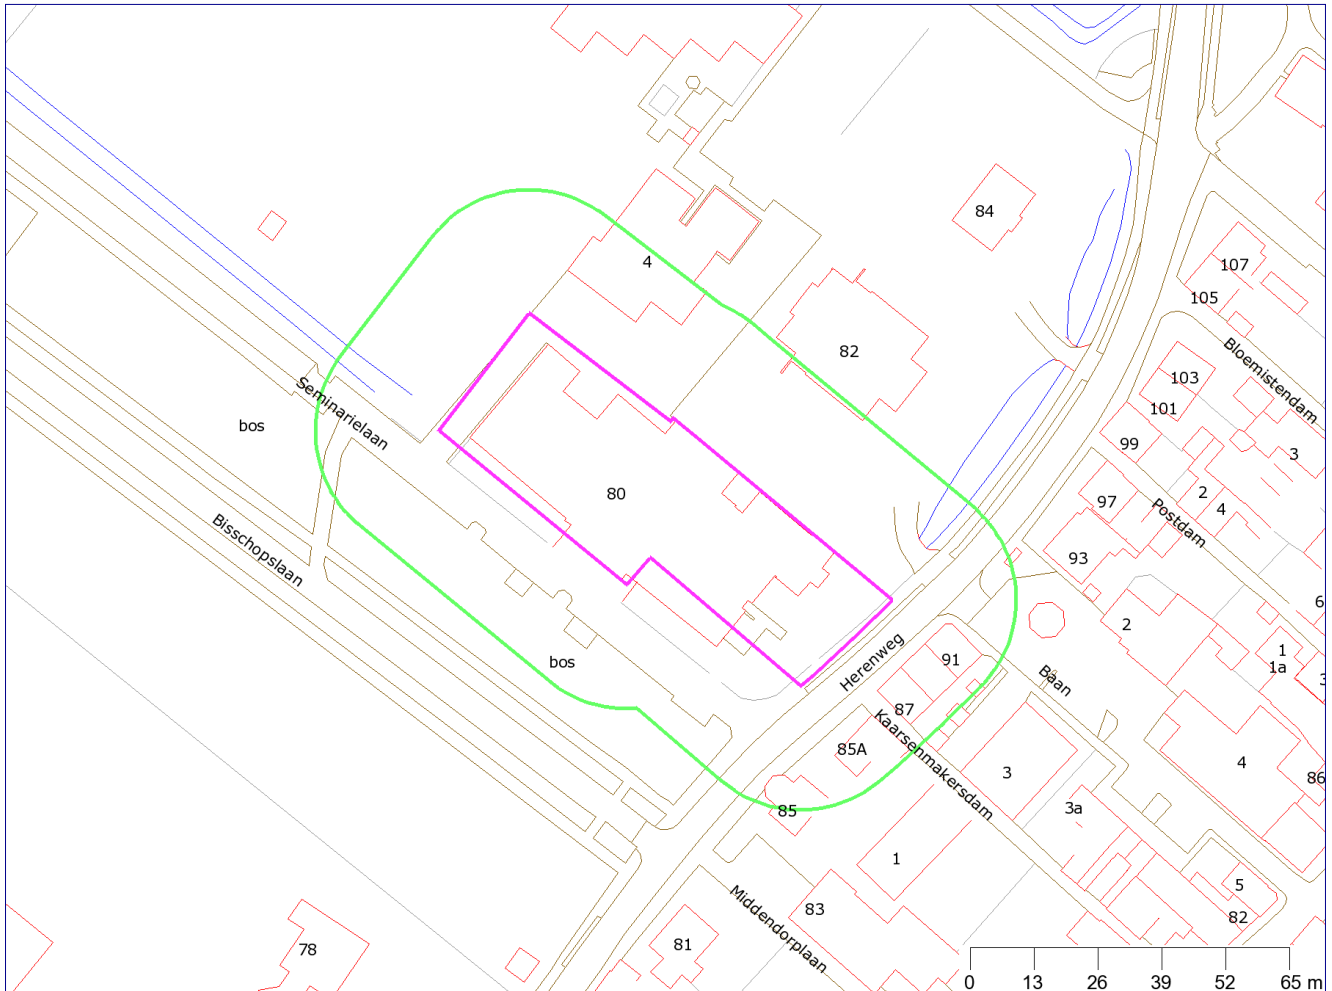 84
107
105
4
82
Bloemistendam
103
101
99
3
Seminarielaan
bos
80
97
2
4
Postdam
Bisschopslaan
93
6
2
1
1a
bos
Herenweg
91
Baan
3
87
Kaarsenmakersdam
85A
3
4
86
85
3a
1
5
Middendorplaan
83
82
81
78
0 13 26 39 52 65 m